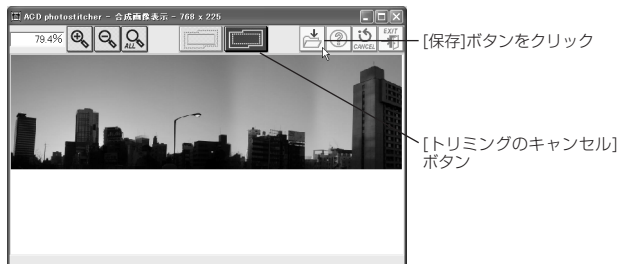 ACD photostitcher - 合成画像表示 - 768 x 225
79.4%
ALL
CANCEL
EXIT
[保存]ボタンをクリック
[トリミングのキャンセル]
ボタン